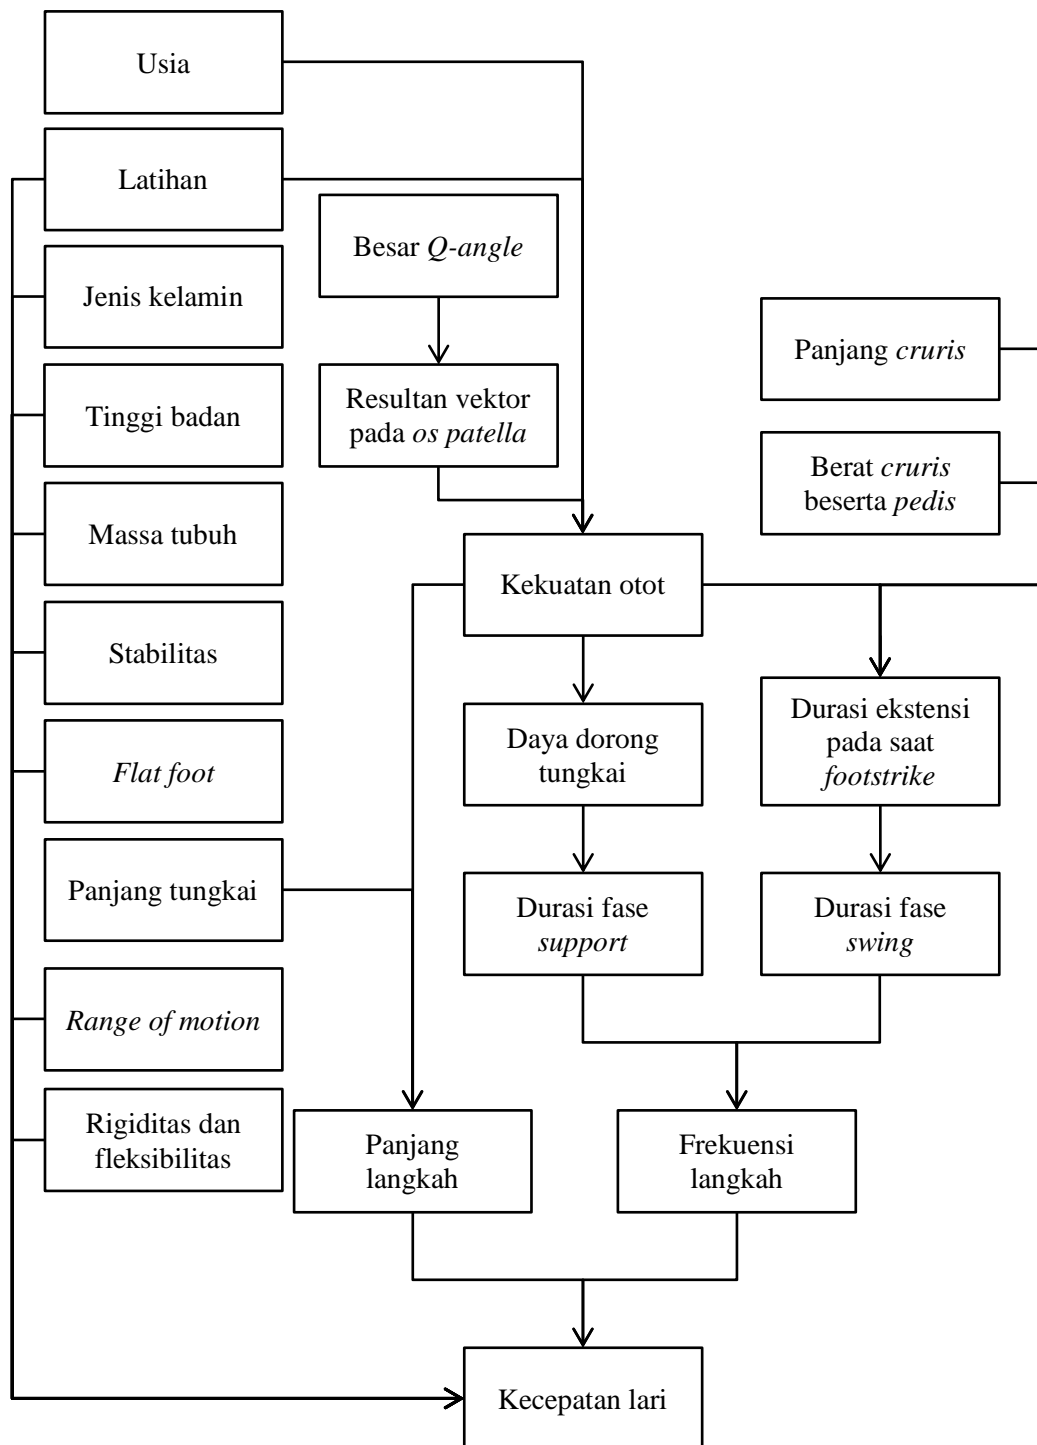 Usia
Latihan
Besar Q-angle
Jenis kelamin
Panjang cruris
Tinggi badan
Resultan vektor
pada os patella
Berat cruris
beserta pedis
Massa tubuh
Kekuatan otot
Stabilitas
Daya dorong
tungkai
Durasi ekstensi
pada saat
footstrike
Flat foot
Panjang tungkai
Durasi fase
support
Durasi fase
swing
Range of motion
Rigiditas dan
fleksibilitas
Panjang
langkah
Frekuensi
langkah
Kecepatan lari